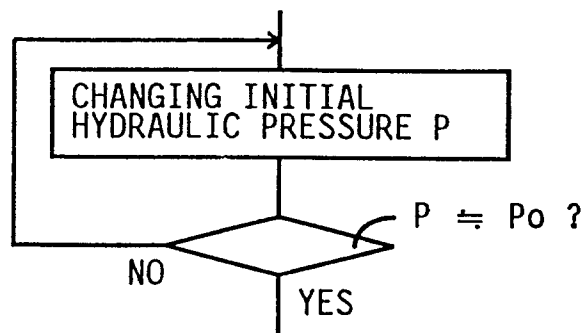 CHANGING INITIAL
HYDRAULIC PRESSURE P
P ≒ Po ?
NO
YES